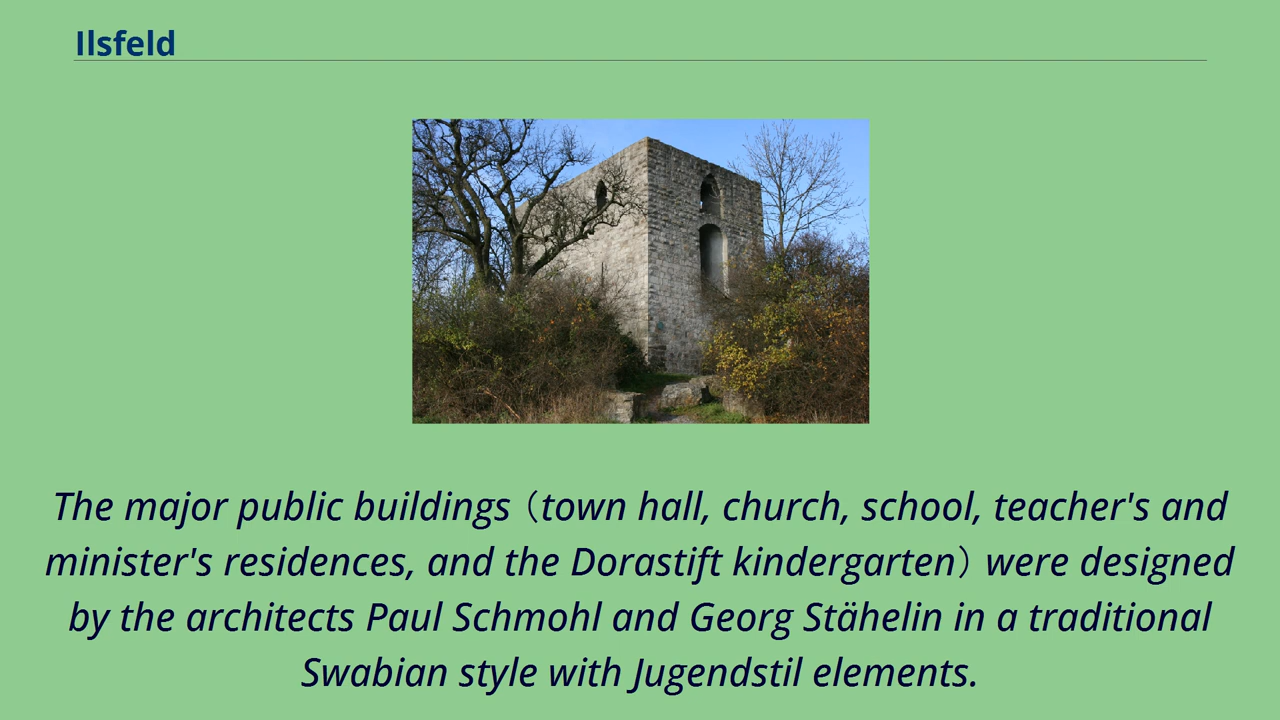 Ilsfeld
The major public buildings（town hall, church, school, teacher's and
minister's residences, and the Dorastift kindergarten）were designed
by the architects Paul Schmohl and Georg Stähelin in a traditional
Swabian style with Jugendstil elements.